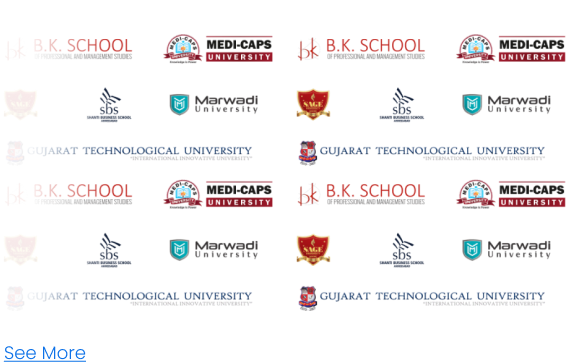 B.K. SCHOOL MEDI-CAPS B.K. SCHOOL MEDI-CAPS
OF PROFESSIONAL AND MANAGEMENT STUDIES UNIVERSITY OF PROFESSIONAL AND MANAGEMENT STUDIES UNIVERSITY
SAGE sbs Marwadi SAGE sbs Marwadi
SHANTI BUSINESS SCHOOL University SHANTI BUSINESS SCHOOL University
GUJARAT TECHNOLOGICAL UNIVERSITY GUJARAT TECHNOLOGICAL UNIVERSITY
"INTERNATIONAL INNOVATIVE UNIVERSITY" "INTERNATIONAL INNOVATIVE UNIVERSITY"
B.K. SCHOOL MEDI-CAPS B.K. SCHOOL MEDI-CAPS
OF PROFESSIONAL AND MANAGEMENT STUDIES UNIVERSITY OF PROFESSIONAL AND MANAGEMENT STUDIES UNIVERSITY
SAGE sbs Marwadi SAGE sbs Marwadi
SHANTI BUSINESS SCHOOL University SHANTI BUSINESS SCHOOL University
GUJARAT TECHNOLOGICAL UNIVERSITY GUJARAT TECHNOLOGICAL UNIVERSITY
"INTERNATIONAL INNOVATIVE UNIVERSITY" "INTERNATIONAL INNOVATIVE UNIVERSITY"
See More